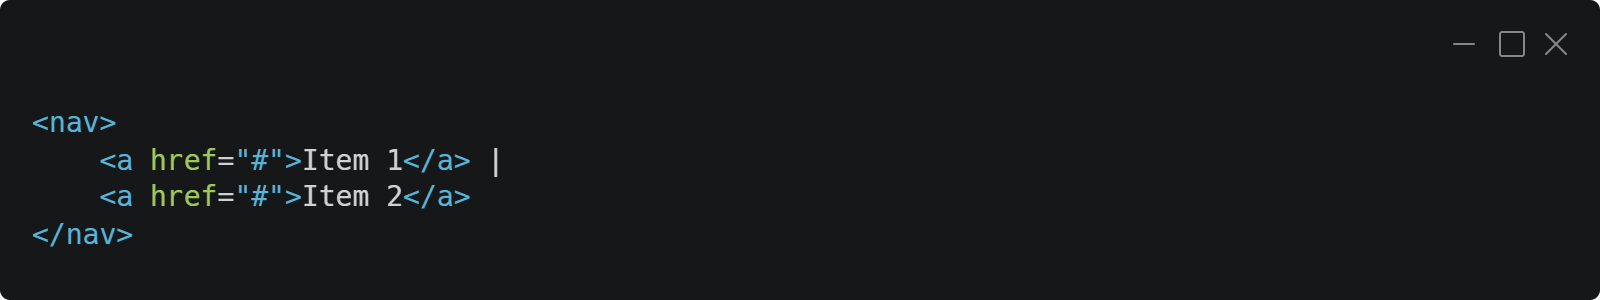 <nav>
    <a href="#">Item 1</a> |
    <a href="#">Item 2</a>
</nav>